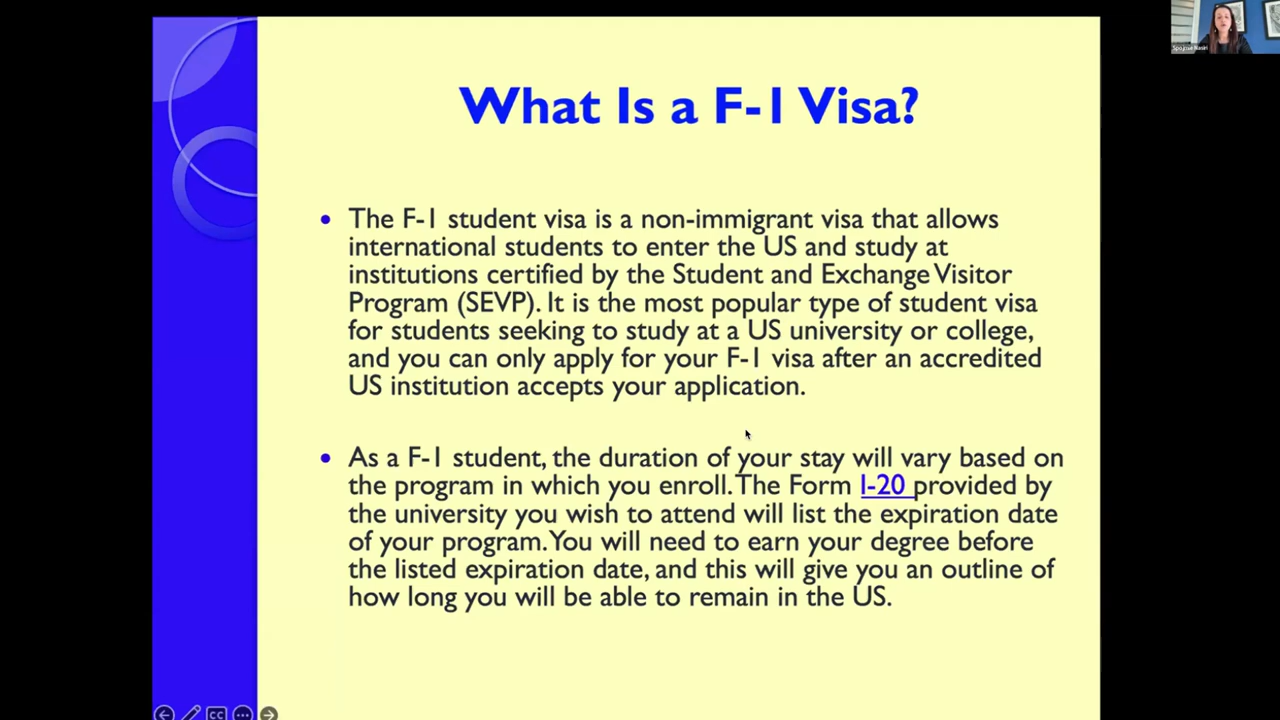 What Is a F-1 Visa?
• The F-1 student visa is a non-immigrant visa that allows
international students to enter the US and study at
institutions certified by the Student and Exchange Visitor
Program (SEVP). It is the most popular type of student visa
for students seeking to study at a US university or college,
and you can only apply for your F-1 visa after an accredited
US institution accepts your application.
• As a F-1 student, the duration of your stay will vary based on
the program in which you enroll. The Form I-20 provided by
the university you wish to attend will list the expiration date
of your program. You will need to earn your degree before
the listed expiration date, and this will give you an outline of
how long you will be able to remain in the US.
CC